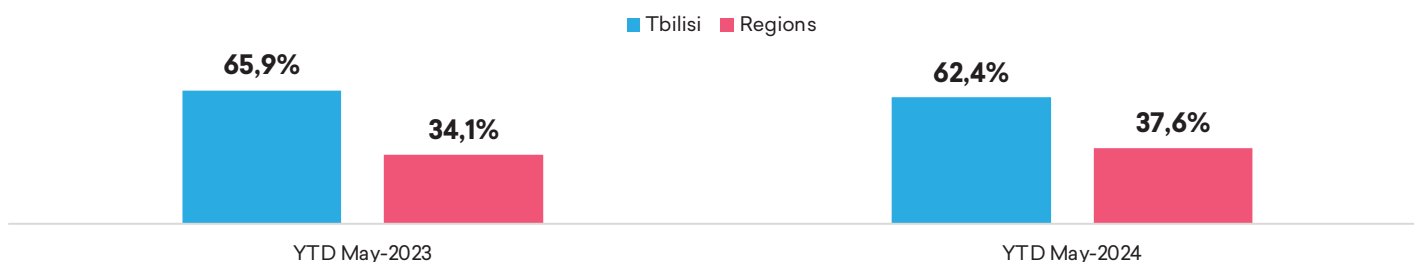 Tbilisi Regions
65,9%
34,1%
62,4%
37,6%
YTD May-2023
YTD May-2024